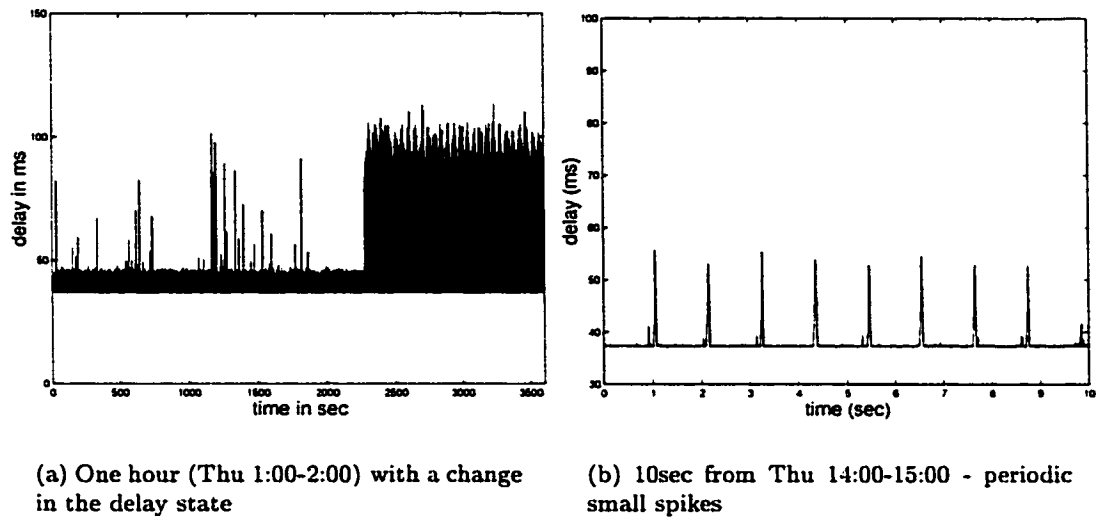 150
100
50
0
delay in ms
0 500 1000 1500 2000 2500 3000 3500
time in sec
100
90
80
70
60
50
40
30
delay (ms)
0 1 2 3 4 5 6 7 8 9 10
time (sec)
(a) One hour (Thu 1:00-2:00) with a change
in the delay state
(b) 10sec from Thu 14:00-15:00 - periodic
small spikes